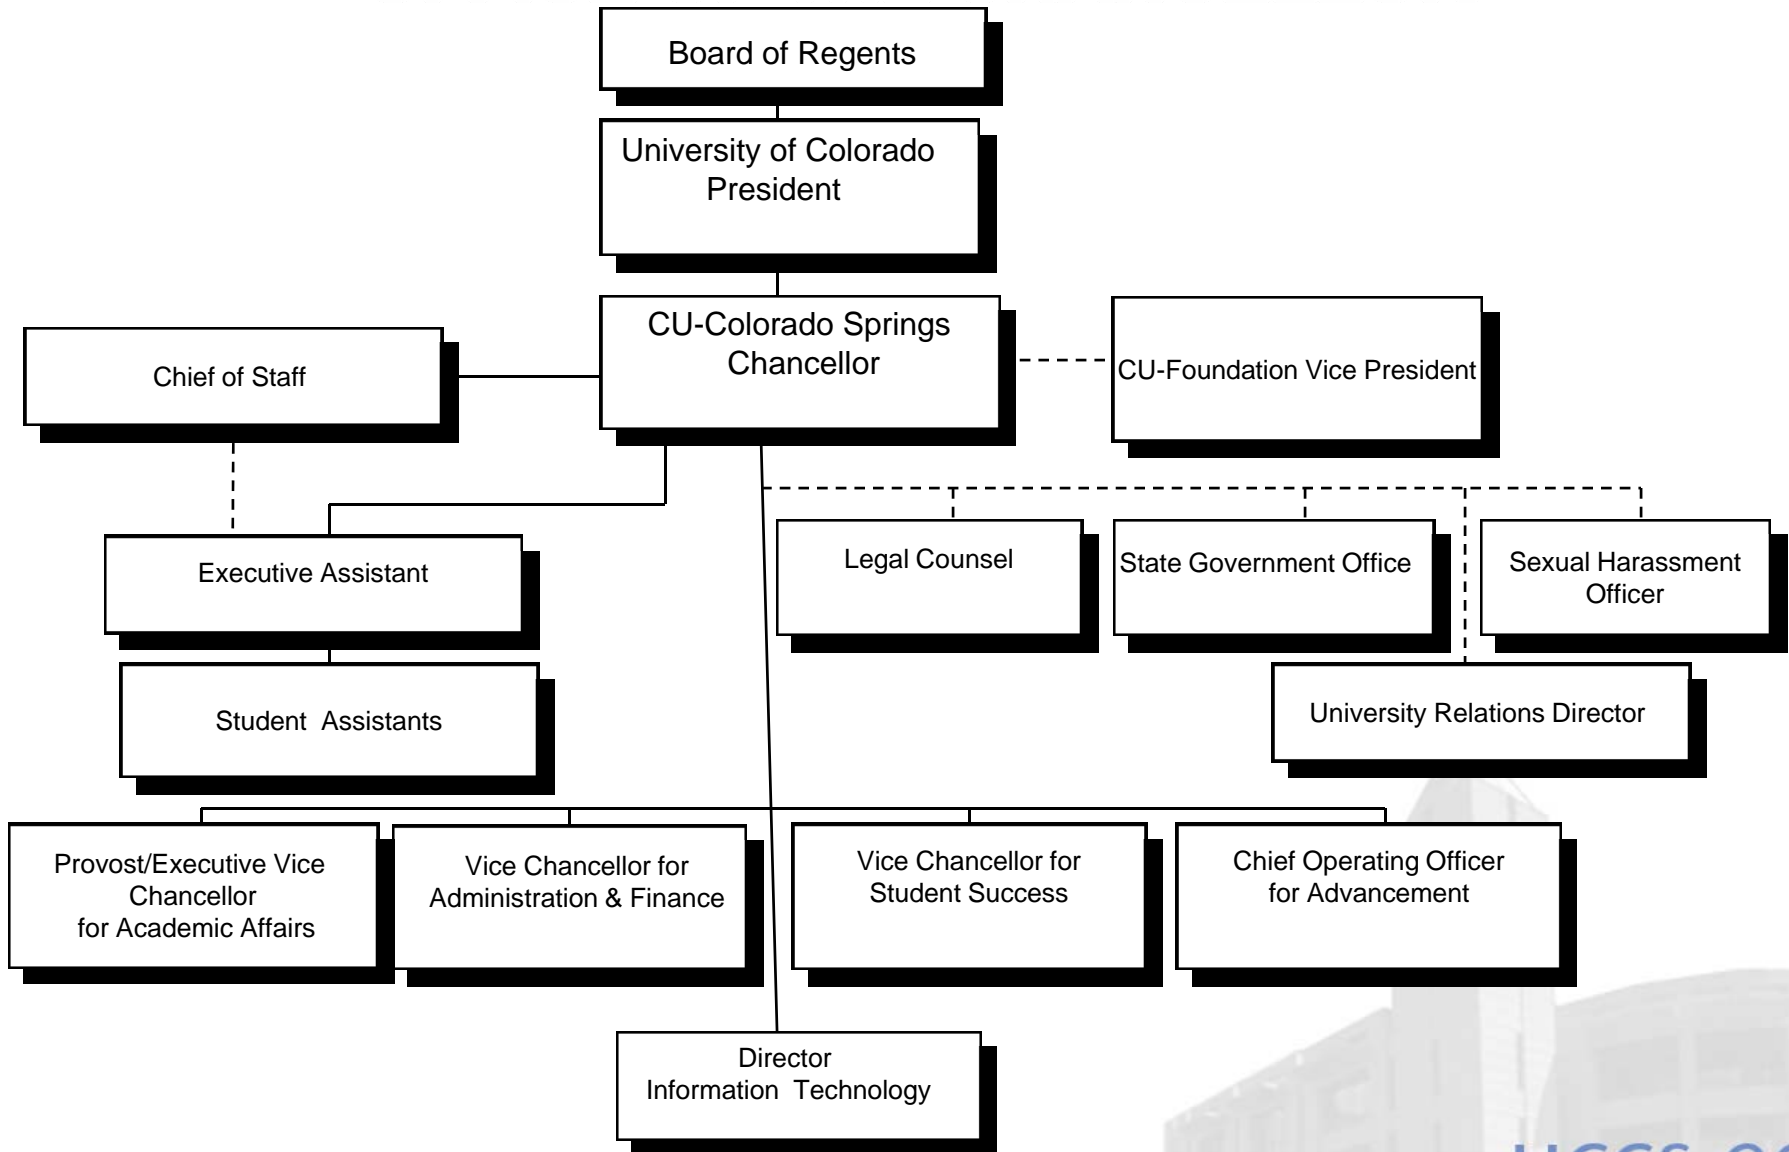 Board of Regents
University of Colorado
President
CU-Colorado Springs
Chancellor
Chief of Staff
CU-Foundation Vice President
Executive Assistant
Legal Counsel
State Government Office
Sexual Harassment
Officer
Student Assistants
University Relations Director
Provost/Executive Vice
Chancellor
for Academic Affairs
Vice Chancellor for
Administration & Finance
Vice Chancellor for
Student Success
Chief Operating Officer
for Advancement
Director
Information Technology